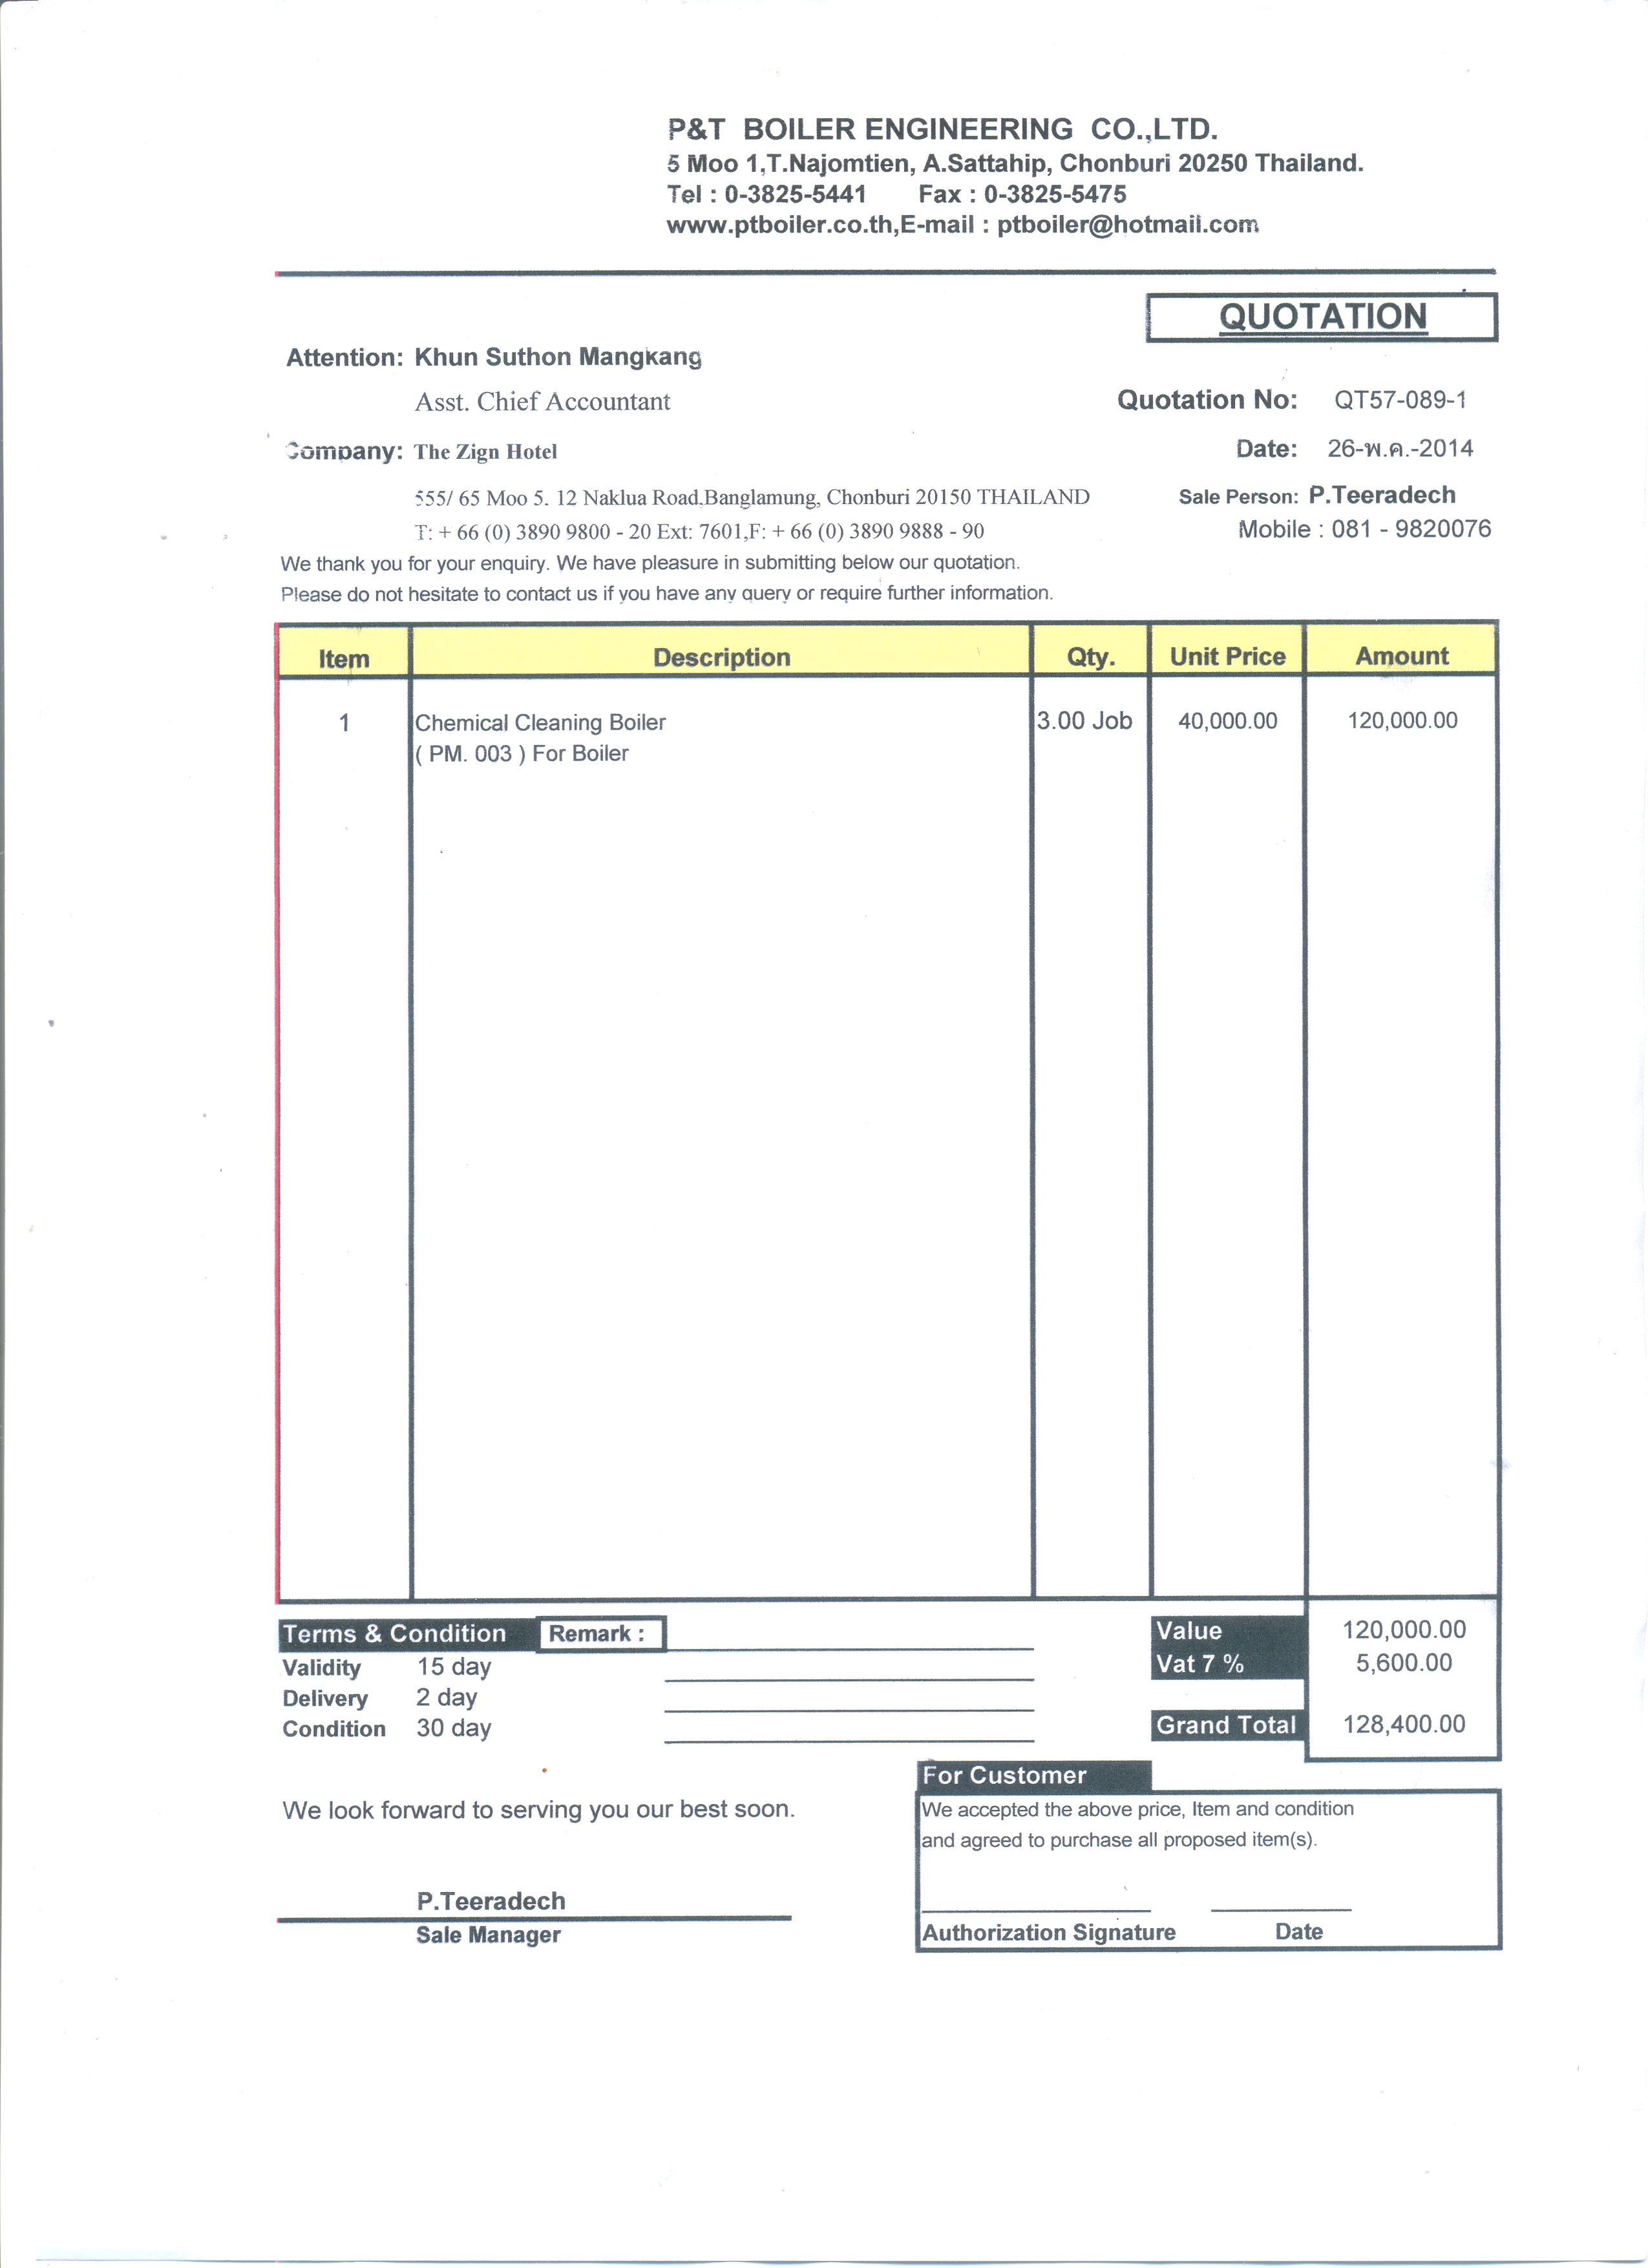 P&T BOILER ENGINEERING CO.,LTD.
5 Moo 1,T.Najomtien, A.Sattahip, Chonburi 20250 Thailand.
Tel : 0-3825-5441 Fax : 0-3825-5475
www.ptboiler.co.th,E-mail : ptboiler@hotmail.com
QUOTATION
Attention: Khun Suthon Mangkang
Asst. Chief Accountant Quotation No: QT57-089-1
Company: The Zign Hotel Date: 26-พ.ค.-2014
555/ 65 Moo 5. 12 Naklua Road,Banglamung, Chonburi 20150 THAILAND Sale Person: P.Teeradech
T: + 66 (0) 3890 9800 - 20 Ext: 7601,F: + 66 (0) 3890 9888 - 90 Mobile : 081 - 9820076
We thank you for your enquiry. We have pleasure in submitting below our quotation.
Please do not hesitate to contact us if you have any query or require further information.
Item Description Qty. Unit Price Amount
1 Chemical Cleaning Boiler 3.00 Job 40,000.00 120,000.00
( PM. 003 ) For Boiler
Terms & Condition Remark : Value 120,000.00
Validity 15 day Vat 7 % 5,600.00
Delivery 2 day
Condition 30 day Grand Total 128,400.00
For Customer
We look forward to serving you our best soon. We accepted the above price, Item and condition
and agreed to purchase all proposed item(s).
P.Teeradech
Sale Manager Authorization Signature Date